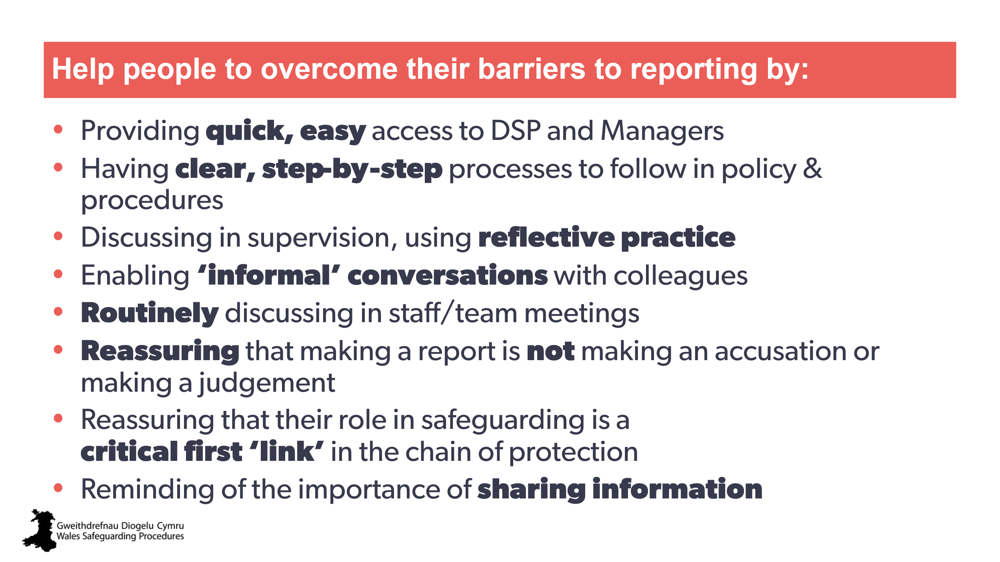 Help people to overcome their barriers to reporting by:
• Providing quick, easy access to DSP and Managers
• Having clear, step-by-step processes to follow in policy &
procedures
• Discussing in supervision, using reflective practice
• Enabling ‘informal’ conversations with colleagues
• Routinely discussing in staff/team meetings
• Reassuring that making a report is not making an accusation or
making a judgement
• Reassuring that their role in safeguarding is a
critical first ‘link’ in the chain of protection
• Reminding of the importance of sharing information
Gweithdrefnau Diogelu Cymru
Wales Safeguarding Procedures